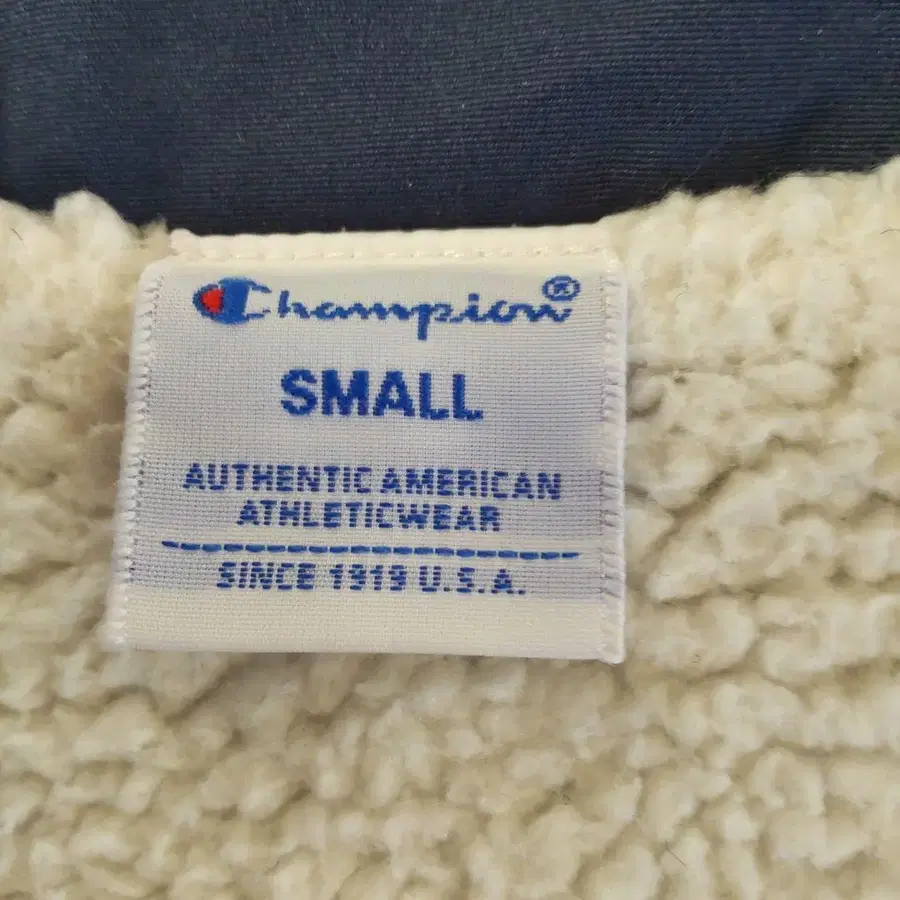 Champion®
SMALL
AUTHENTIC AMERICAN
ATHLETICWEAR
SINCE 1919 U.S.A.